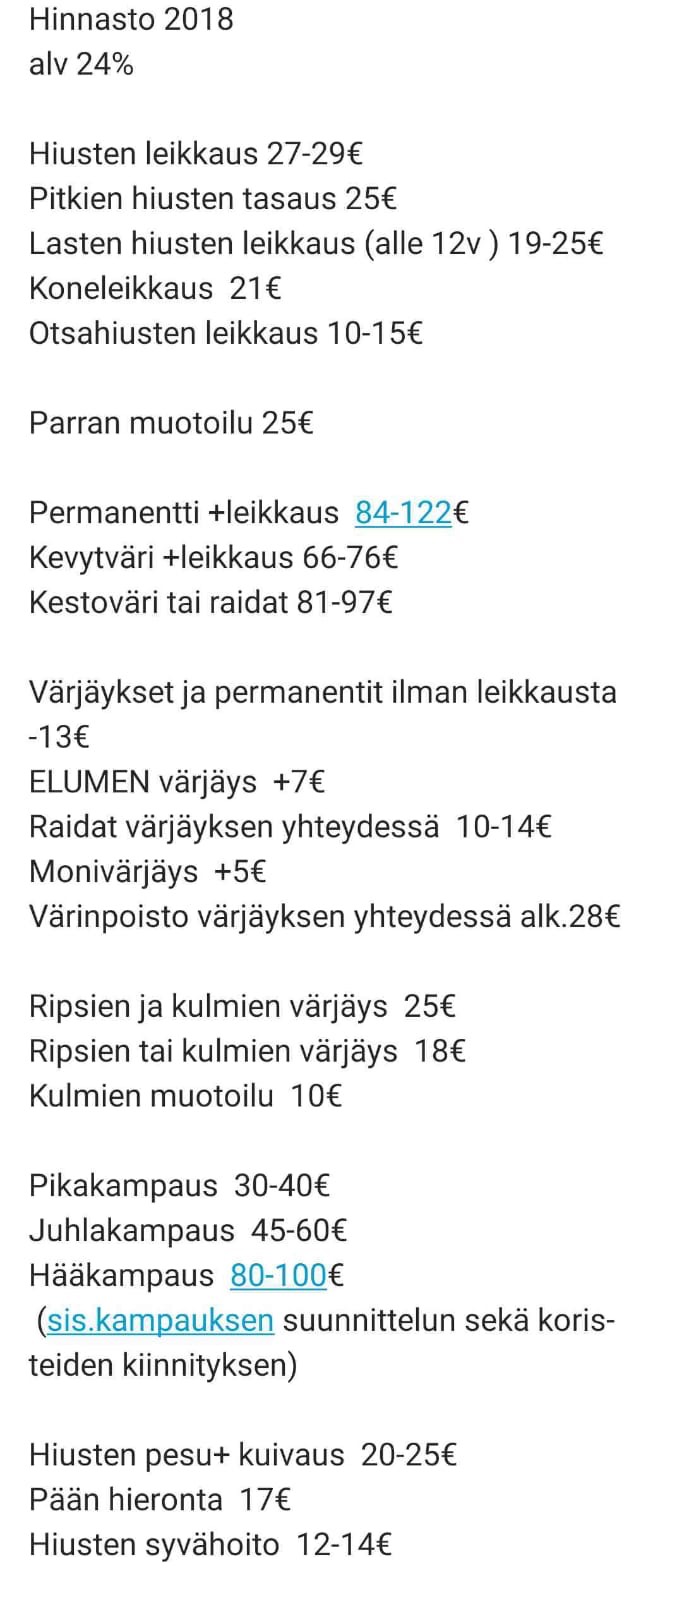 Hinnasto 2018
alv 24%
Hiusten leikkaus 27-29€
Pitkien hiusten tasaus 25€
Lasten hiusten leikkaus (alle 12v ) 19-25€
Koneleikkaus  21€
Otsahiusten leikkaus 10-15€
Parran muotoilu 25€
Permanentti +leikkaus  84-122€
Kevytväri +leikkaus 66-76€
Kestoväri tai raidat 81-97€
Värjäykset ja permanentit ilman leikkausta
-13€
ELUMEN värjäys  +7€
Raidat värjäyksen yhteydessä  10-14€
Monivärjäys  +5€
Värinpoisto värjäyksen yhteydessä alk.28€
Ripsien ja kulmien värjäys  25€
Ripsien tai kulmien värjäys  18€
Kulmien muotoilu  10€
Pikakampaus  30-40€
Juhlakampaus  45-60€
Hääkampaus  80-100€
(sis.kampauksen suunnittelun sekä koris-
teiden kiinnityksen)
Hiusten pesu+ kuivaus  20-25€
Pään hieronta  17€
Hiusten syvähoito  12-14€